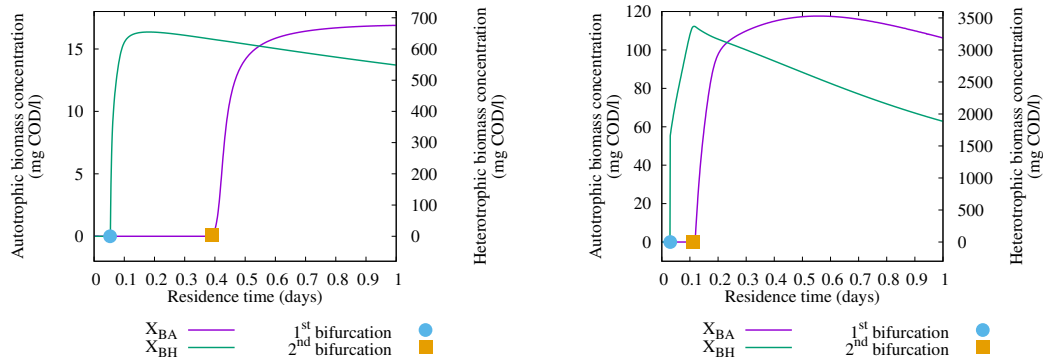 Autotrophic biomass concentration
(mg COD/l)
15
10
5
0
700
600
500
400
300
200
100
0
Heterotrophic biomass concentration
(mg COD/l)
0 0.1 0.2 0.3 0.4 0.5 0.6 0.7 0.8 0.9 1
Residence time (days)
X_BA
X_BH
1st bifurcation
2nd bifurcation
Autotrophic biomass concentration
(mg COD/l)
120
100
80
60
40
20
0
3500
3000
2500
2000
1500
1000
500
0
Heterotrophic biomass concentration
(mg COD/l)
0 0.1 0.2 0.3 0.4 0.5 0.6 0.7 0.8 0.9 1
Residence time (days)
X_BA
X_BH
1st bifurcation
2nd bifurcation